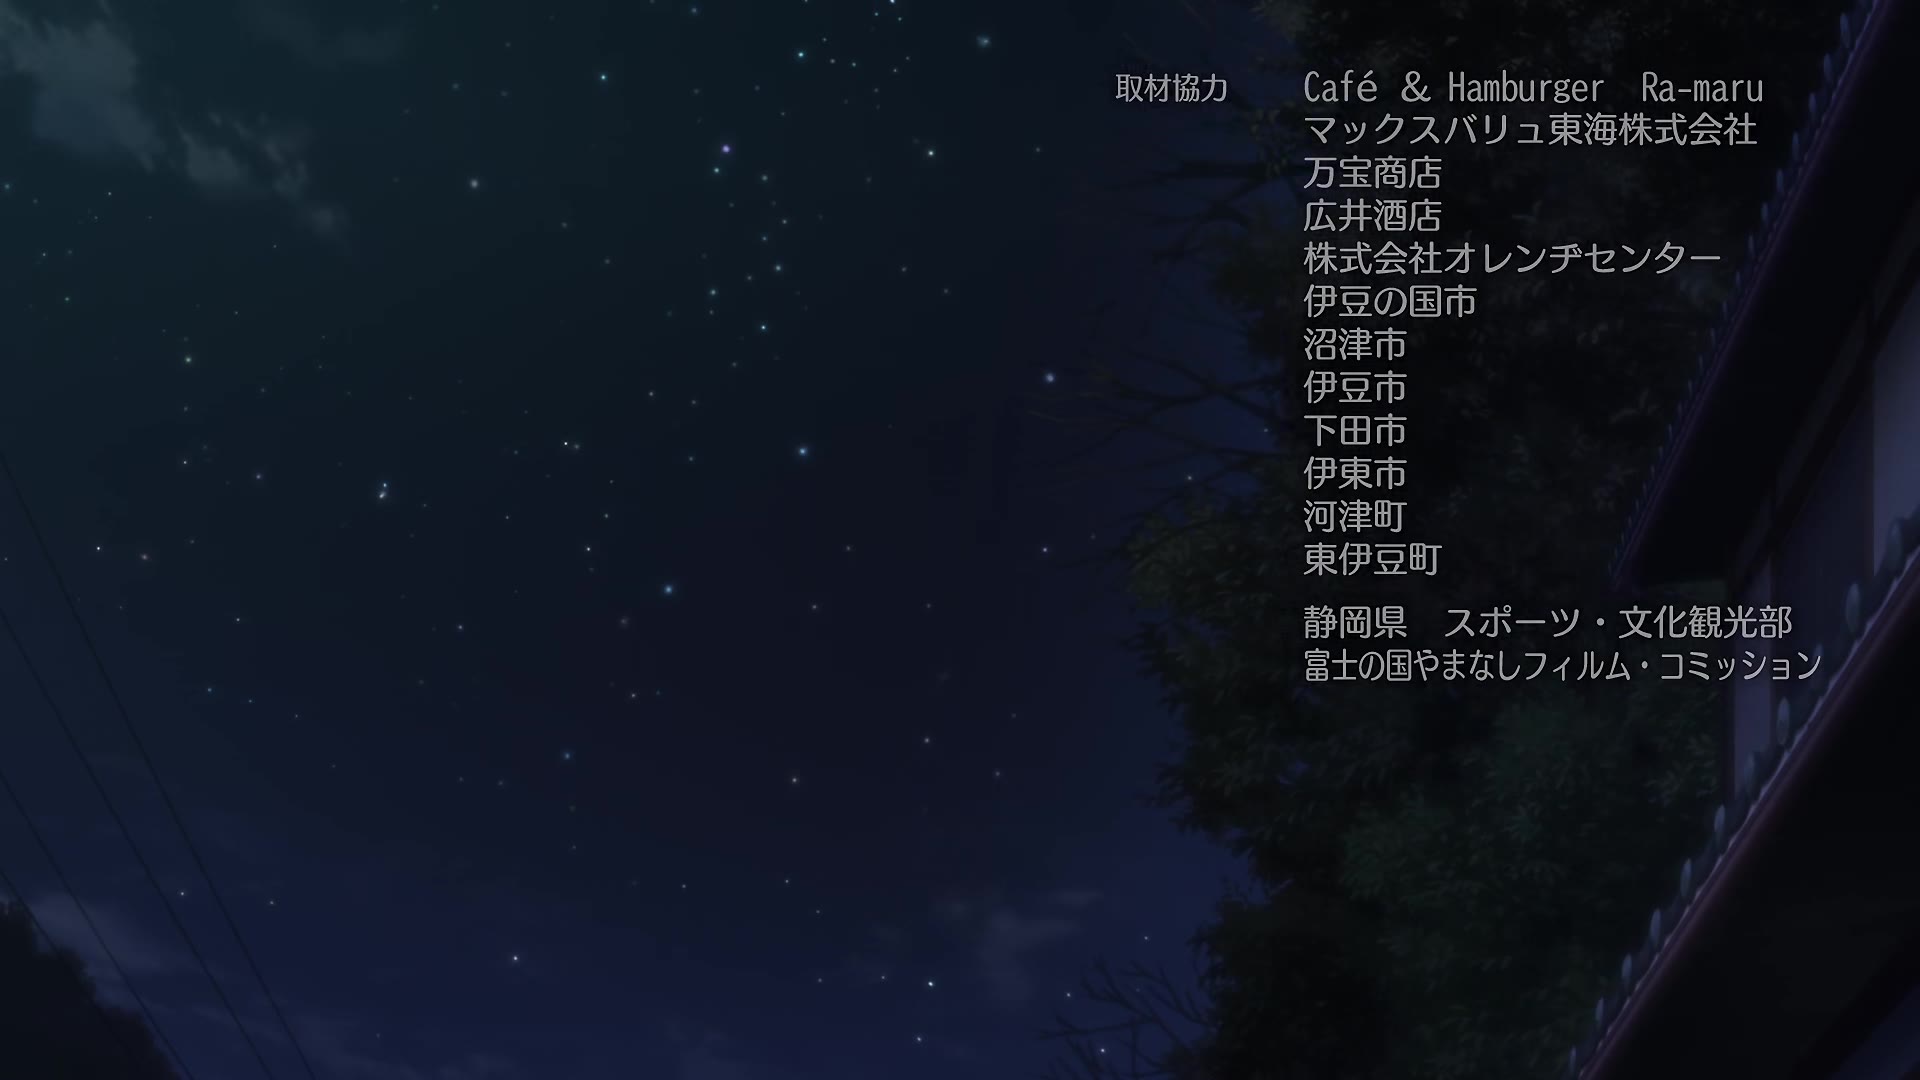 取材協力　Café ＆ Hamburger　Ra-maru
マックスバリュ東海株式会社
万宝商店
広井酒店
株式会社オレンヂセンター
伊豆の国市
沼津市
伊豆市
下田市
伊東市
河津町
東伊豆町
静岡県　スポーツ・文化観光部
富士の国やまなしフィルム・コミッション